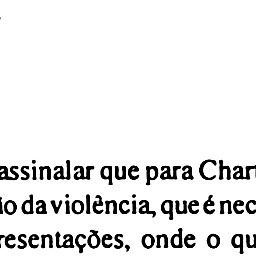 assinalar que para Chart
ão da violência, que é nec
resentações, onde o qu